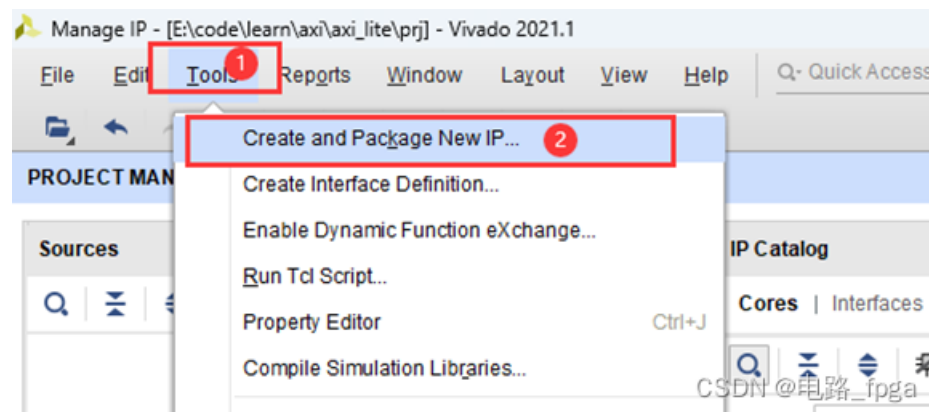 Manage IP - [E:\code\learn\axi\axi_lite\prj] - Vivado 2021.1
File Edit Tools Reports Window Layout View Help Quick Access
1
Create and Package New IP... 2
PROJECT MAN
Create Interface Definition...
Enable Dynamic Function eXchange...
Sources
IP Catalog
Run Tcl Script...
Cores | Interfaces
Property Editor Ctrl+J
Compile Simulation Libraries...
CSDN @电路_fpga